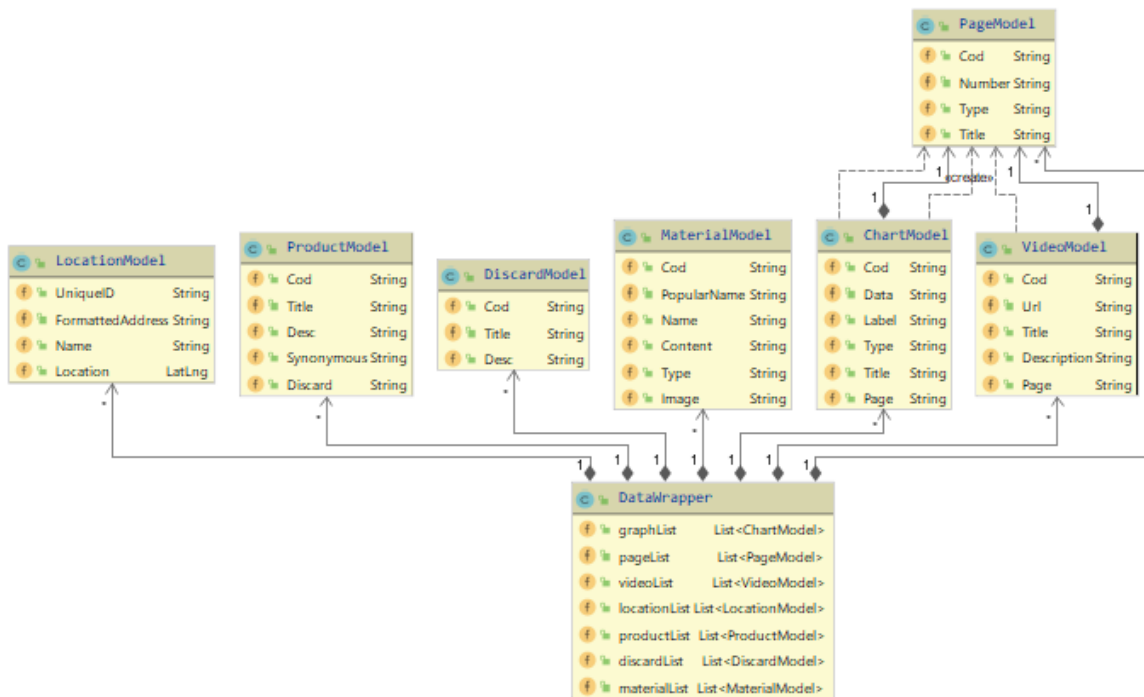 PageModel
Cod String
Number String
Type String
Title String
1 «create» 1 *
1 1
LocationModel
UniqueID String
FormattedAddress String
Name String
Location LatLng
ProductModel
Cod String
Title String
Desc String
Synonymous String
Discard String
DiscardModel
Cod String
Title String
Desc String
MaterialModel
Cod String
PopularName String
Name String
Content String
Type String
Image String
ChartModel
Cod String
Data String
Label String
Type String
Title String
Page String
VideoModel
Cod String
Url String
Title String
Description String
Page String
* * * * * *
1 1 1 1 1 1 1
DataWrapper
graphList List<ChartModel>
pageList List<PageModel>
videoList List<VideoModel>
locationList List<LocationModel>
productList List<ProductModel>
discardList List<DiscardModel>
materialList List<MaterialModel>